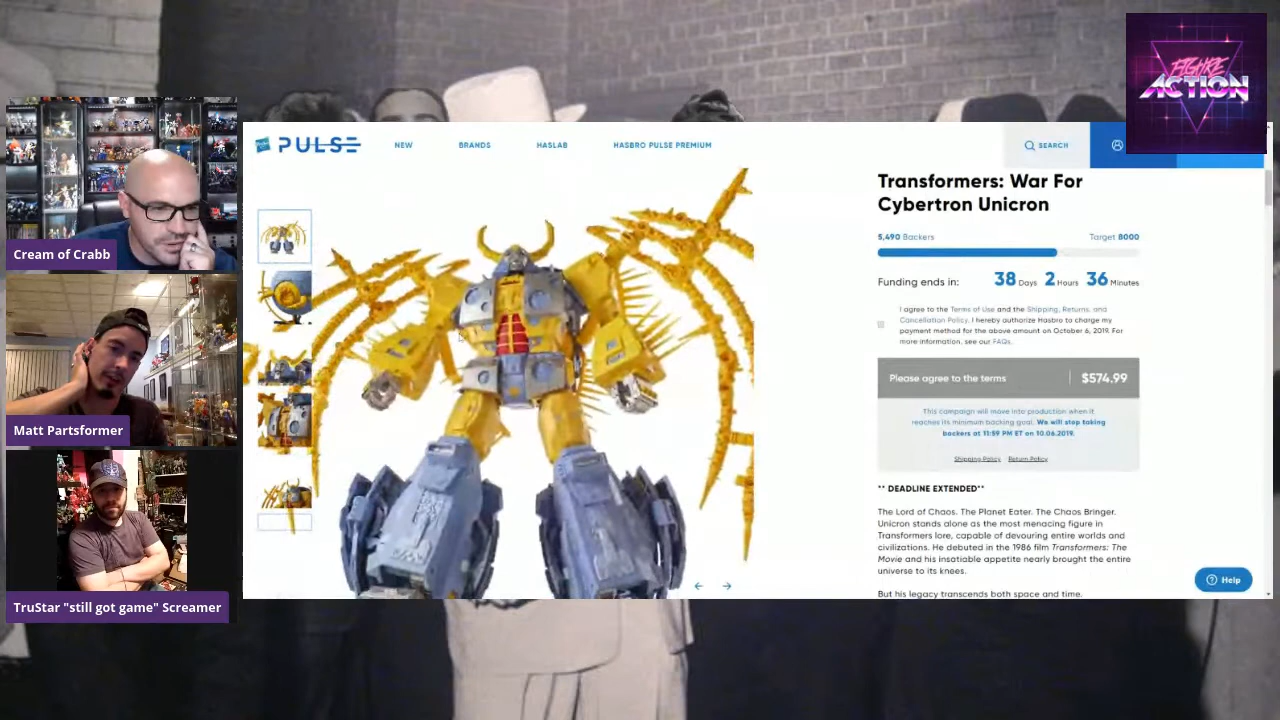 FIGURE
ACTION
Cream of Crabb
Matt Partsformer
TruStar "still got game" Screamer
PULSE
NEW
BRANDS
HASLAB
HASBRO PULSE PREMIUM
SEARCH
Transformers: War For
Cybertron Unicron
5,490 Backers
Target 8000
Funding ends in: 38 Days 2 Hours 36 Minutes
I agree to the Terms of Use and the Shipping, Returns, and
Cancellation Policy. I hereby authorize Hasbro to charge my
payment method for the above amount on October 6, 2019. For
more information, see our FAQs.
Please agree to the terms
$574.99
This campaign will move into production when it
reaches its minimum backing goal. We will stop taking
backers at 11:59 PM ET on 10.06.2019.
Shipping Policy Return Policy
** DEADLINE EXTENDED**
The Lord of Chaos. The Planet Eater. The Chaos Bringer.
Unicron stands alone as the most menacing figure in
Transformers lore, capable of devouring entire worlds and
civilizations. He debuted in the 1986 film Transformers: The
Movie and his insatiable appetite nearly brought the entire
universe to its knees.
But his legacy transcends both space and time.
Help